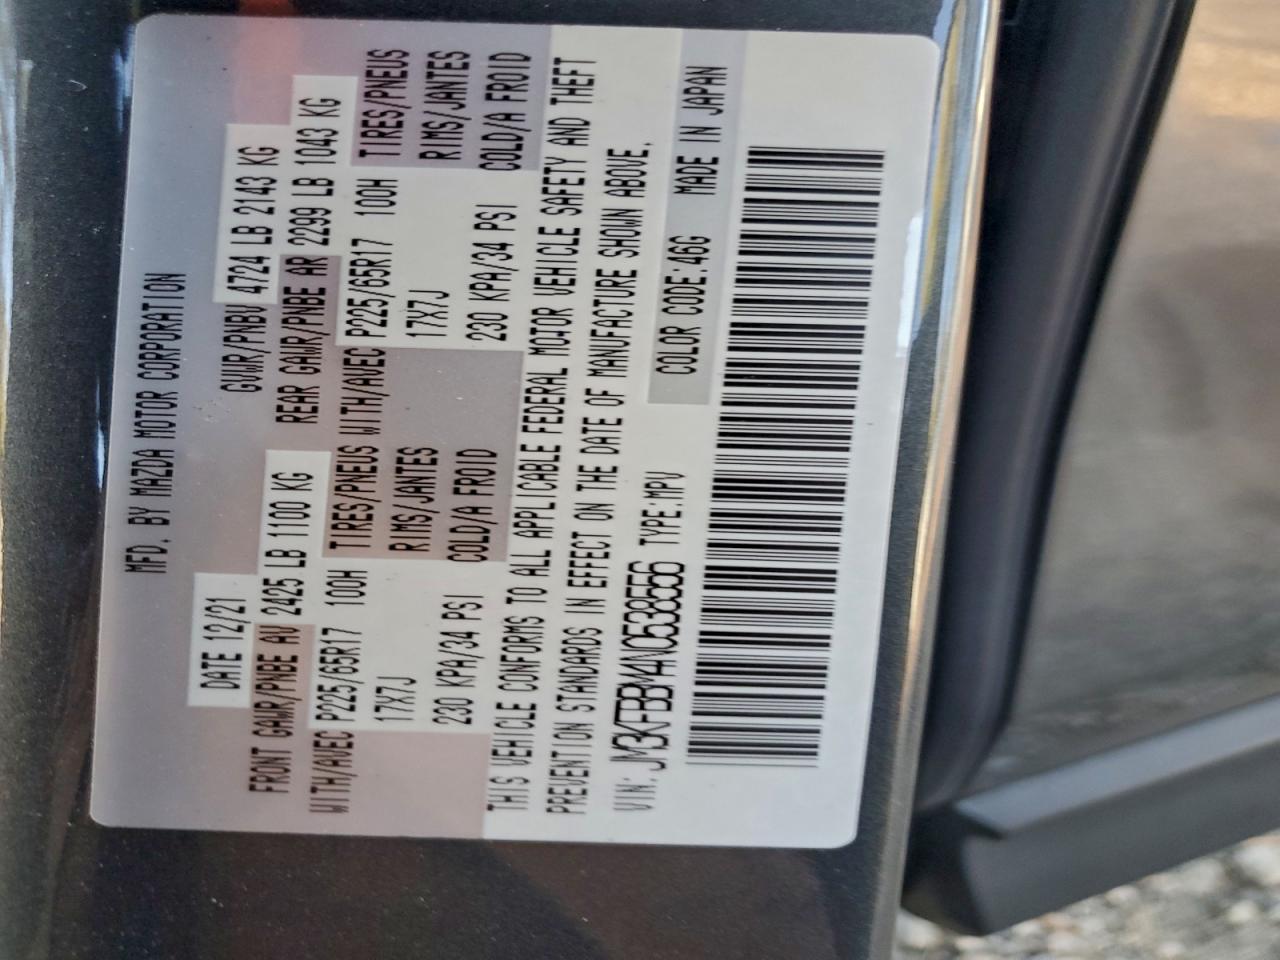 MFD. BY MAZDA MOTOR CORPORATION
DATE 12/21 GVWR/PNBV 4724 LB 2143 KG
FRONT GAWR/PNBE AV 2425 LB 1100 KG REAR GAWR/PNBE AR 2299 LB 1043 KG
WITH/AVEC P225/65R17 100H TIRES/PNEUS WITH/AVEC P225/65R17 100H TIRES/PNEUS
17X7J RIMS/JANTES 17X7J RIMS/JANTES
230 KPA/34 PSI COLD/A FROID 230 KPA/34 PSI COLD/A FROID
THIS VEHICLE CONFORMS TO ALL APPLICABLE FEDERAL MOTOR VEHICLE SAFETY AND THEFT
PREVENTION STANDARDS IN EFFECT ON THE DATE OF MANUFACTURE SHOWN ABOVE.
VIN: JM3KFBBM4N0538556 TYPE:MPV COLOR CODE:46G MADE IN JAPAN